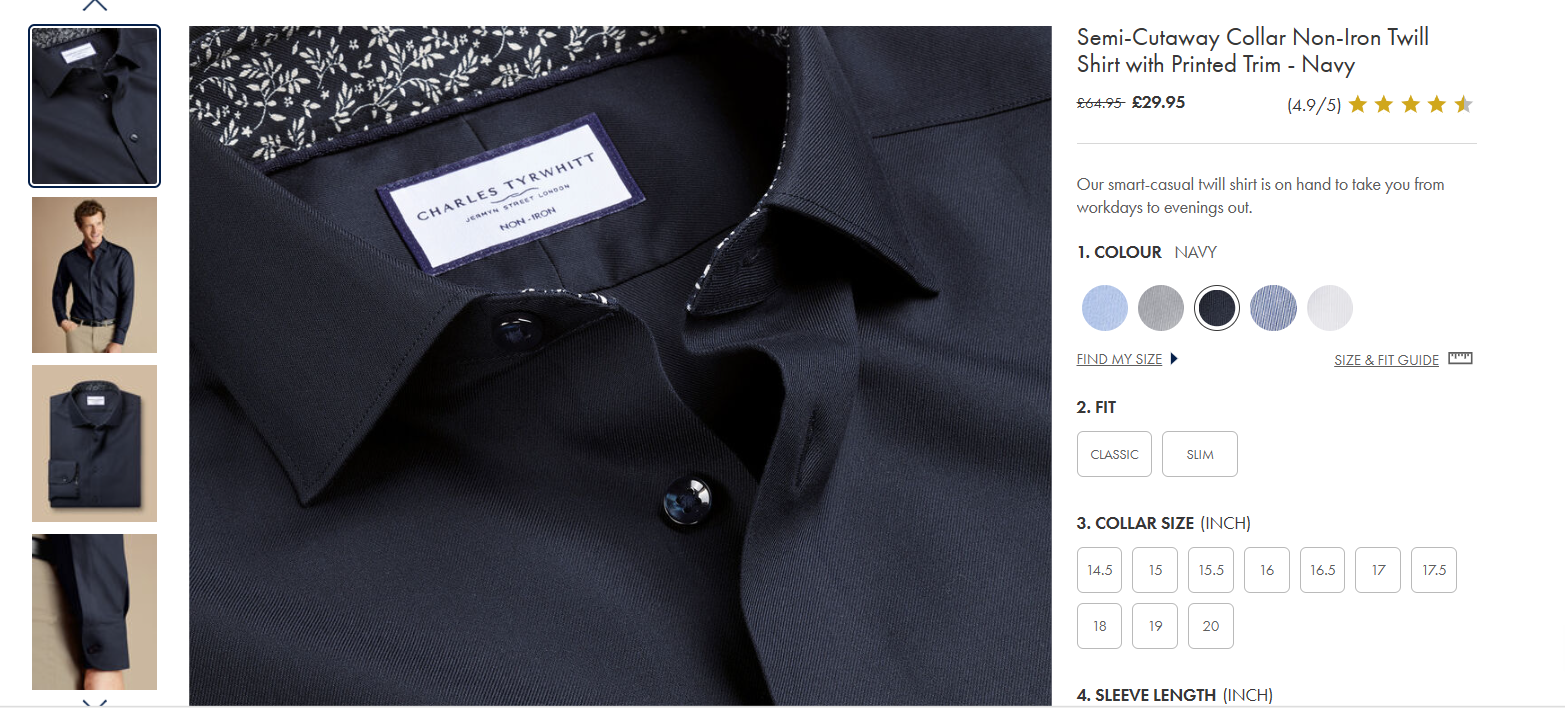 CHARLES TYRWHITT
JERMYN STREET LONDON
NON-IRON
Semi-Cutaway Collar Non-Iron Twill
Shirt with Printed Trim - Navy
£64.95 £29.95 (4.9/5)
Our smart-casual twill shirt is on hand to take you from
workdays to evenings out.
1. COLOUR NAVY
FIND MY SIZE SIZE & FIT GUIDE
2. FIT
CLASSIC SLIM
3. COLLAR SIZE (INCH)
14.5 15 15.5 16 16.5 17 17.5
18 19 20
4. SLEEVE LENGTH (INCH)